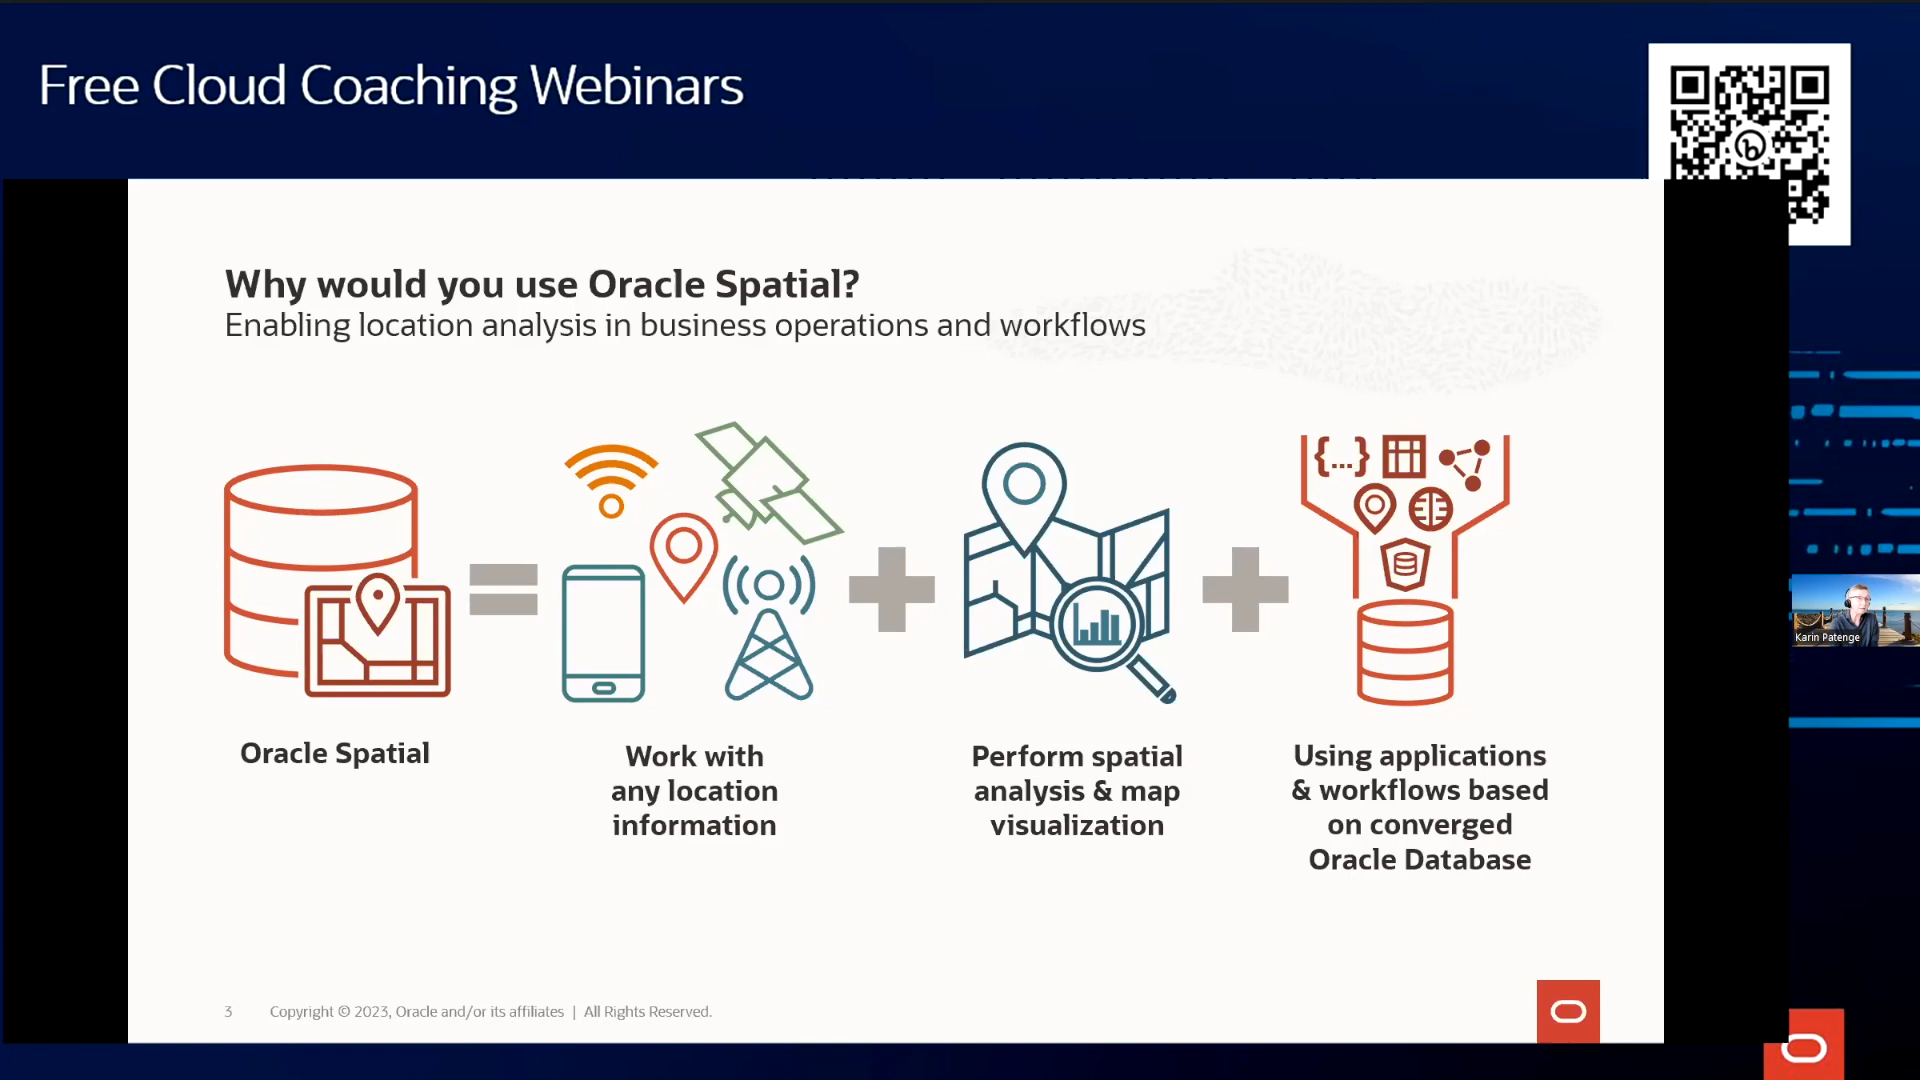 Free Cloud Coaching Webinars
Why would you use Oracle Spatial?
Enabling location analysis in business operations and workflows
{...}
Oracle Spatial
Work with
any location
information
Perform spatial
analysis & map
visualization
Using applications
& workflows based
on converged
Oracle Database
Karin Patenge
3 Copyright © 2023, Oracle and/or its affiliates | All Rights Reserved.